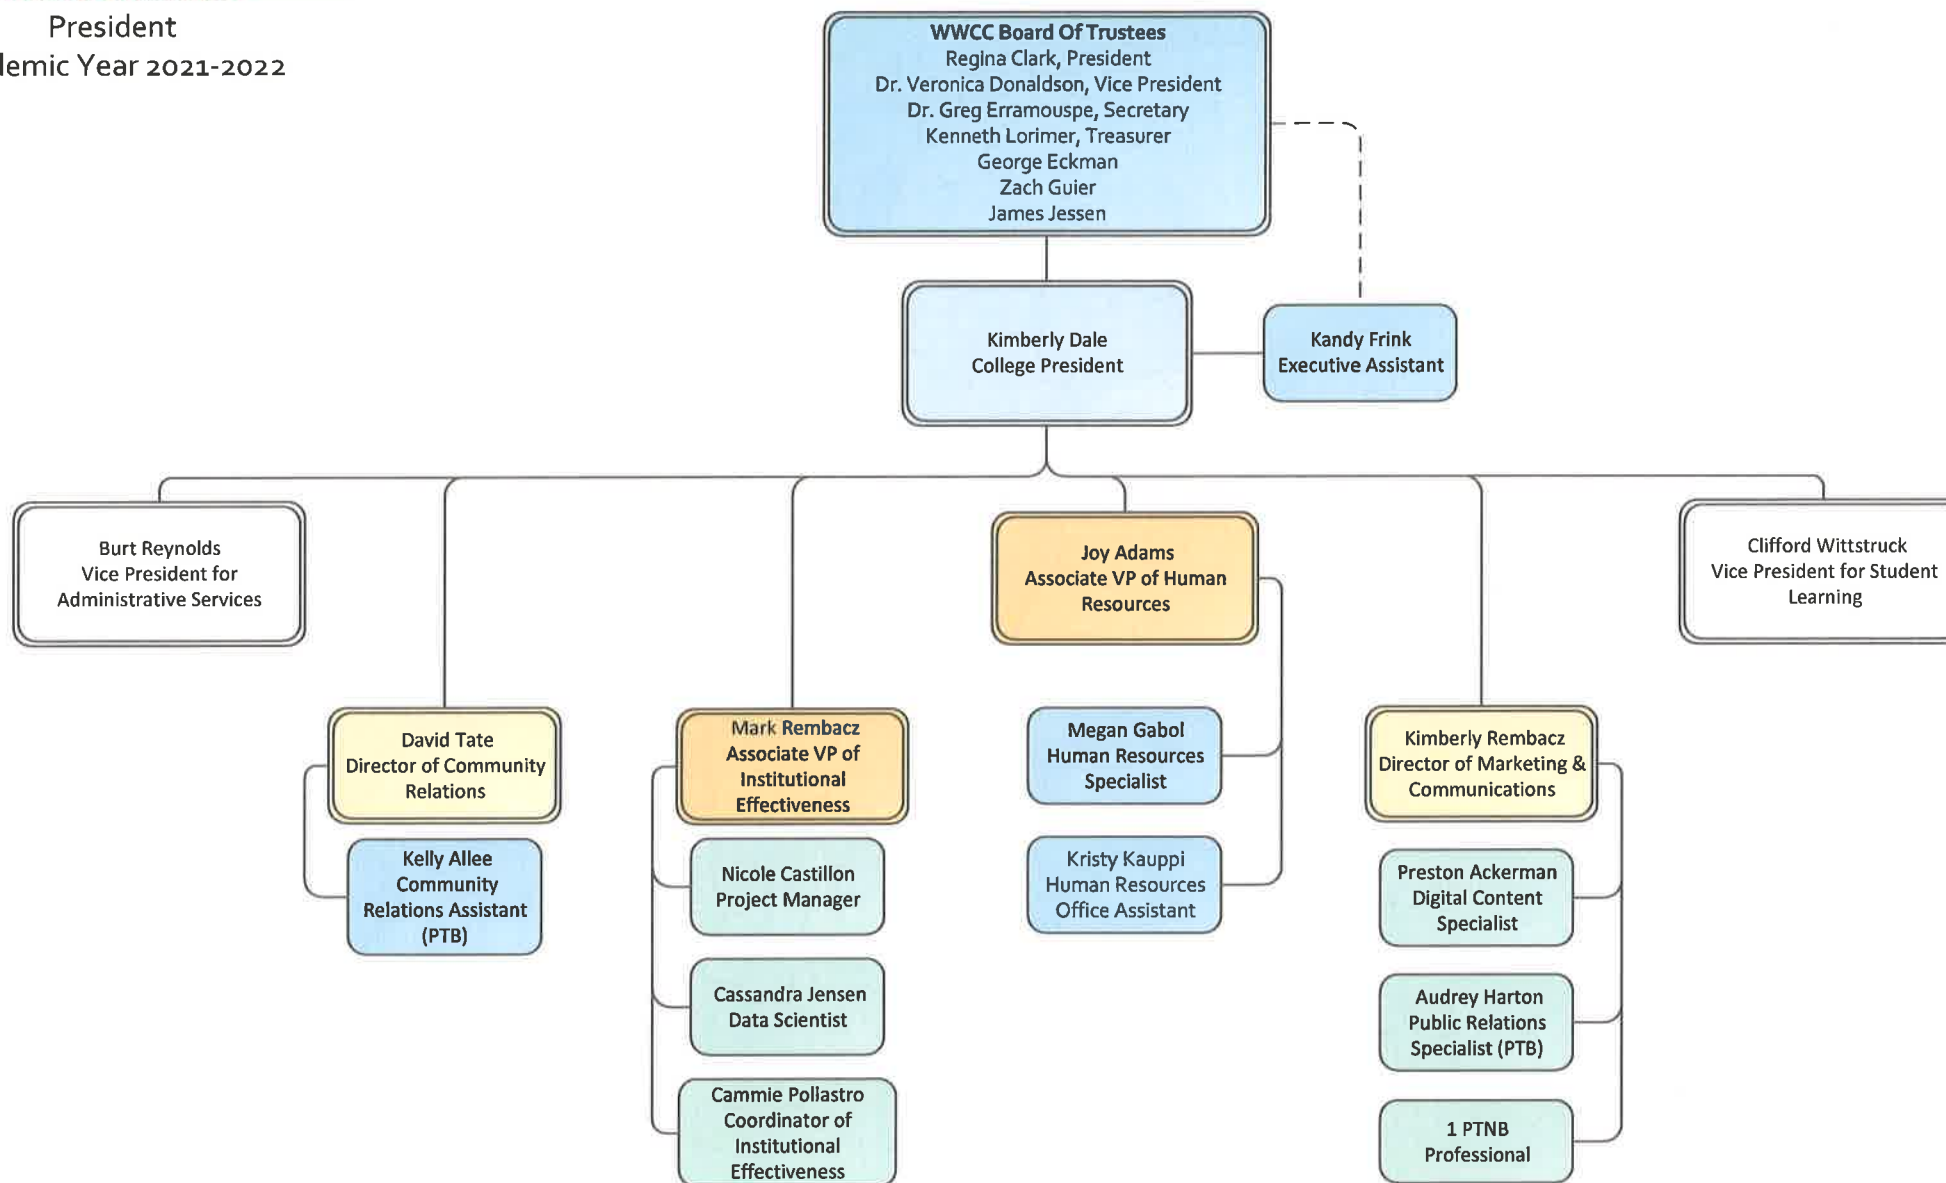 President
demic Year 2021-2022
WWCC Board Of Trustees
Regina Clark, President
Dr. Veronica Donaldson, Vice President
Dr. Greg Erramouspe, Secretary
Kenneth Lorimer, Treasurer
George Eckman
Zach Guier
James Jessen
Kimberly Dale
College President
Kandy Frink
Executive Assistant
Burt Reynolds
Vice President for
Administrative Services
Joy Adams
Associate VP of Human
Resources
Clifford Wittstruck
Vice President for Student
Learning
David Tate
Director of Community
Relations
Kelly Allee
Community
Relations Assistant
(PTB)
Mark Rembacz
Associate VP of
Institutional
Effectiveness
Nicole Castillon
Project Manager
Cassandra Jensen
Data Scientist
Cammie Pollastro
Coordinator of
Institutional
Effectiveness
Megan Gabol
Human Resources
Specialist
Kristy Kauppi
Human Resources
Office Assistant
Kimberly Rembacz
Director of Marketing &
Communications
Preston Ackerman
Digital Content
Specialist
Audrey Harton
Public Relations
Specialist (PTB)
1 PTNB
Professional